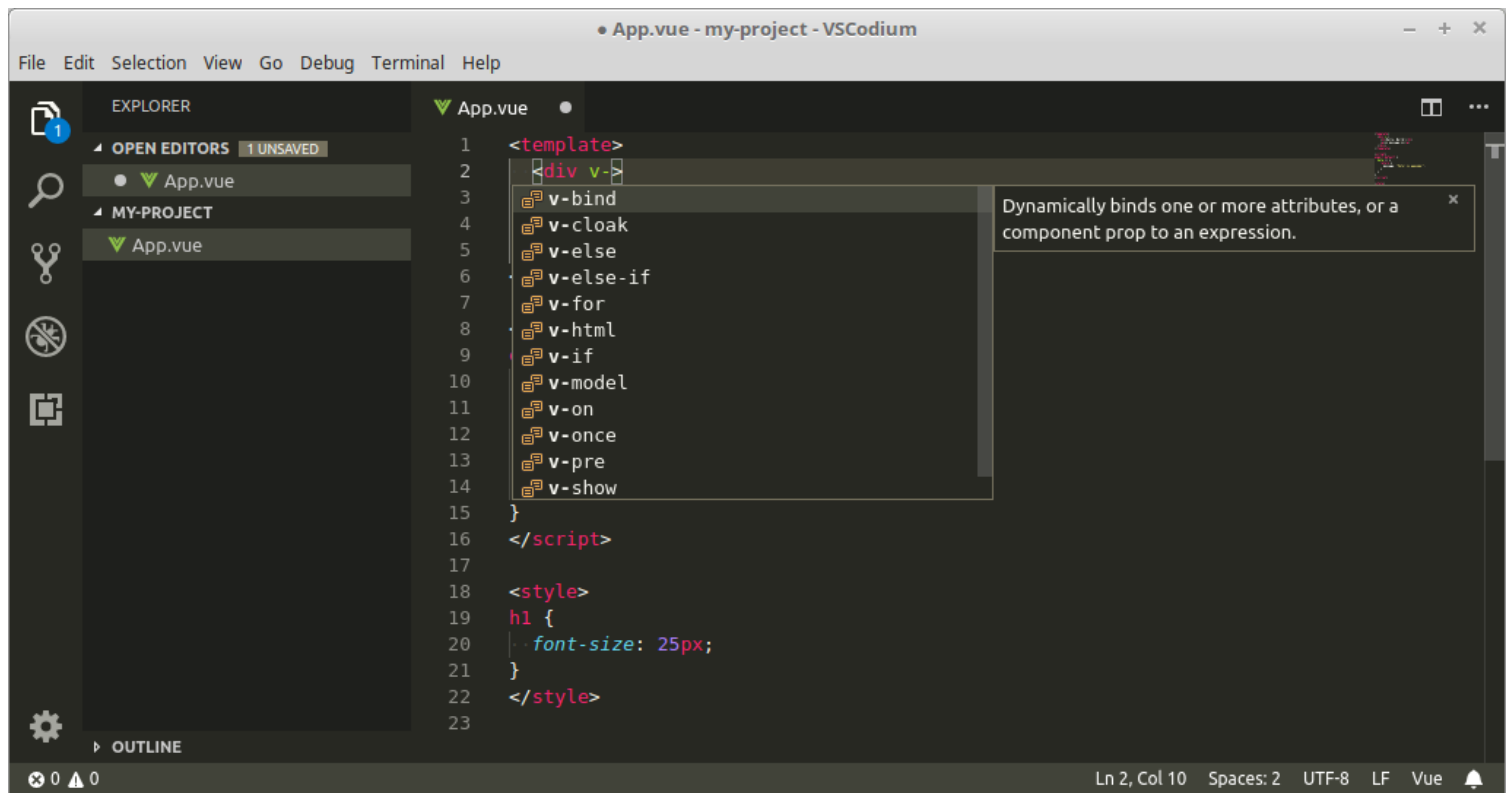 ● App.vue - my-project - VSCodium
File Edit Selection View Go Debug Terminal Help
EXPLORER
1
OPEN EDITORS 1 UNSAVED
● App.vue
MY-PROJECT
App.vue
OUTLINE
App.vue ●
1 <template>
2 <div v->
3 v-bind
4 v-cloak
5 v-else
6 < v-else-if
7 v-for
8 < v-html
9 v-if
10 v-model
11 v-on
12 v-once
13 v-pre
14 v-show
Dynamically binds one or more attributes, or a
component prop to an expression.
15 }
16 </script>
17
18 <style>
19 h1 {
20 font-size: 25px;
21 }
22 </style>
23
0 0 Ln 2, Col 10 Spaces: 2 UTF-8 LF Vue